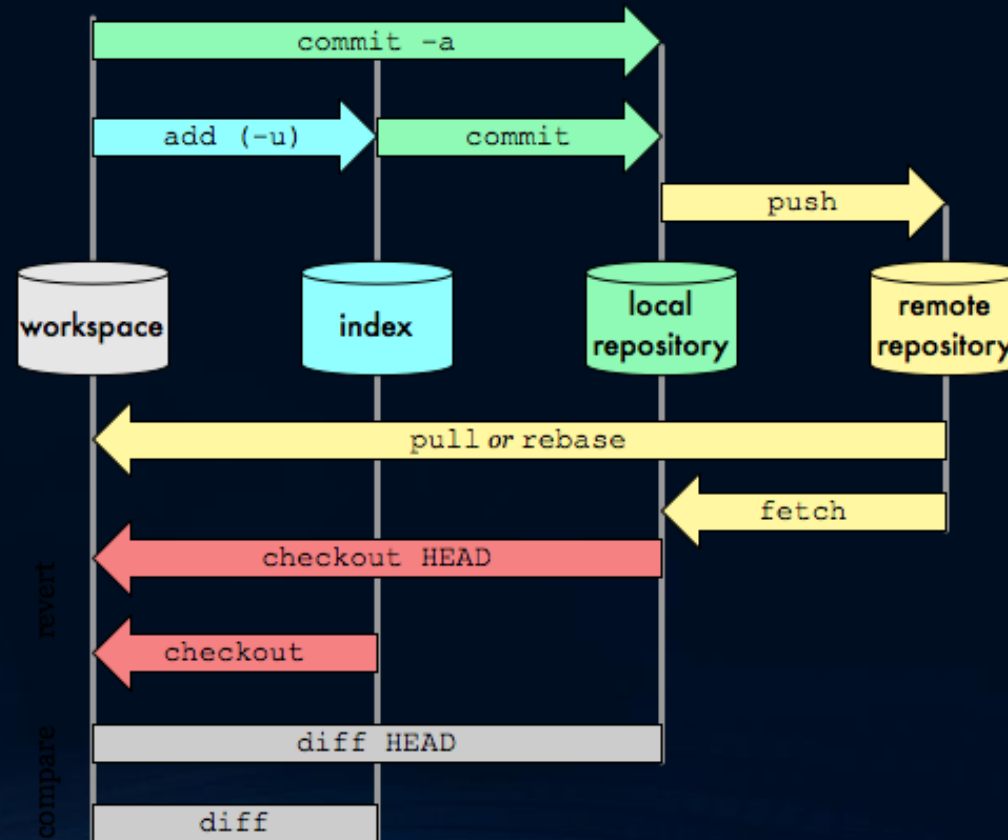 commit -a
add (-u)
commit
push
workspace
index
local
repository
remote
repository
pull or rebase
fetch
revert
checkout HEAD
checkout
compare
diff HEAD
diff